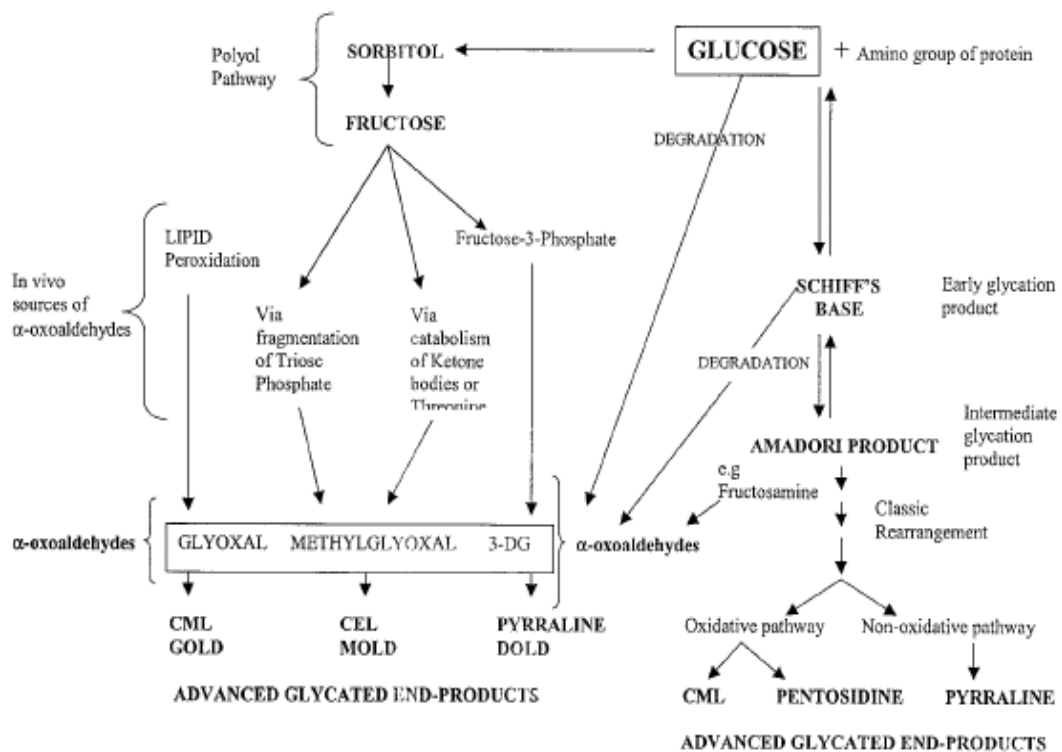 Polyol
Pathway
SORBITOL
GLUCOSE
+ Amino group of protein
FRUCTOSE
DEGRADATION
LIPID
Peroxidation
Fructose-3-Phosphate
In vivo
sources of
α-oxoaldehydes
Via
fragmentation
of Triose
Phosphate
Via
catabolism
of Ketone
bodies or
Threonine
SCHIFF'S
BASE
Early glycation
product
DEGRADATION
AMADORI PRODUCT
Intermediate
glycation
product
e.g
Fructosamine
Classic
Rearrangement
α-oxoaldehydes
GLYOXAL METHYLGLYOXAL 3-DG
α-oxoaldehydes
CML
GOLD
CEL
MOLD
PYRRALINE
DOLD
ADVANCED GLYCATED END-PRODUCTS
Oxidative pathway
Non-oxidative pathway
CML PENTOSIDINE PYRRALINE
ADVANCED GLYCATED END-PRODUCTS